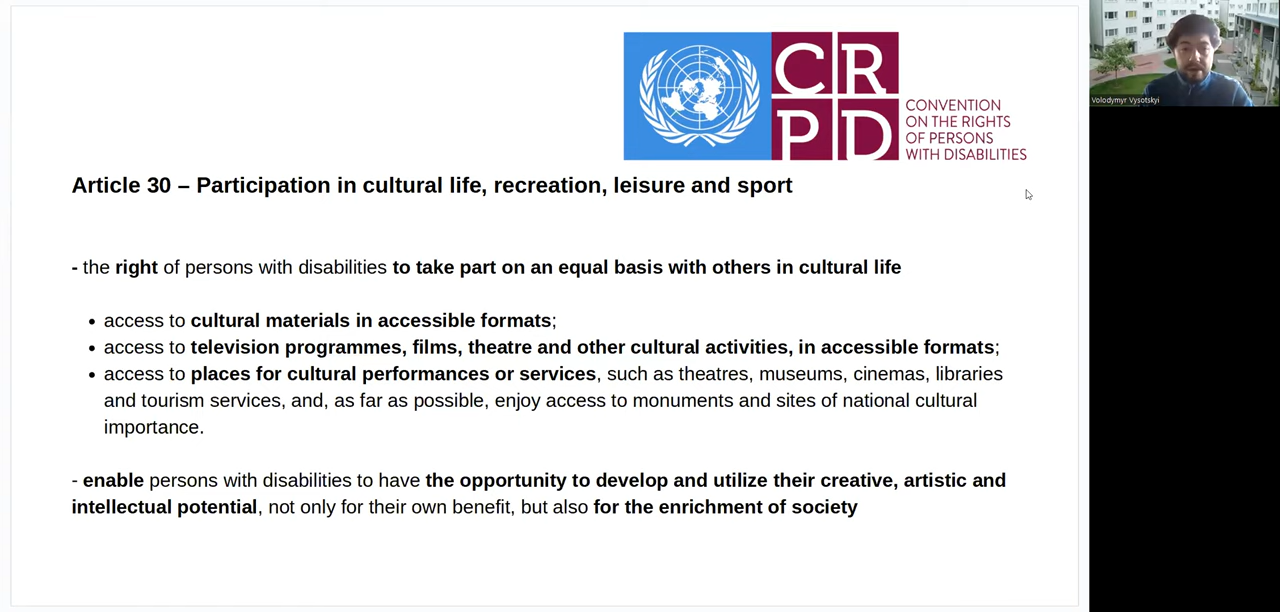 CR
PD
CONVENTION
ON THE RIGHTS
OF PERSONS
WITH DISABILITIES
Volodymyr Vysotskyi
Article 30 – Participation in cultural life, recreation, leisure and sport
- the right of persons with disabilities to take part on an equal basis with others in cultural life
• access to cultural materials in accessible formats;
• access to television programmes, films, theatre and other cultural activities, in accessible formats;
• access to places for cultural performances or services, such as theatres, museums, cinemas, libraries
and tourism services, and, as far as possible, enjoy access to monuments and sites of national cultural
importance.
- enable persons with disabilities to have the opportunity to develop and utilize their creative, artistic and
intellectual potential, not only for their own benefit, but also for the enrichment of society